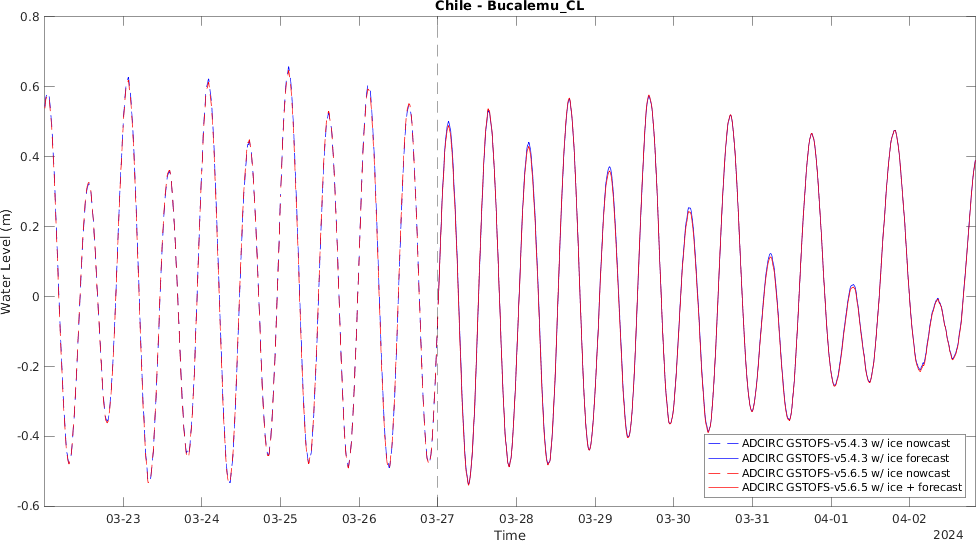 Chile - Bucalemu_CL
0.8
0.6
0.4
0.2
0
-0.2
-0.4
-0.6
Water Level (m)
ADCIRC GSTOFS-v5.4.3 w/ ice nowcast
ADCIRC GSTOFS-v5.4.3 w/ ice forecast
ADCIRC GSTOFS-v5.6.5 w/ ice nowcast
ADCIRC GSTOFS-v5.6.5 w/ ice + forecast
03-23 03-24 03-25 03-26 03-27 03-28 03-29 03-30 03-31 04-01 04-02
Time
2024